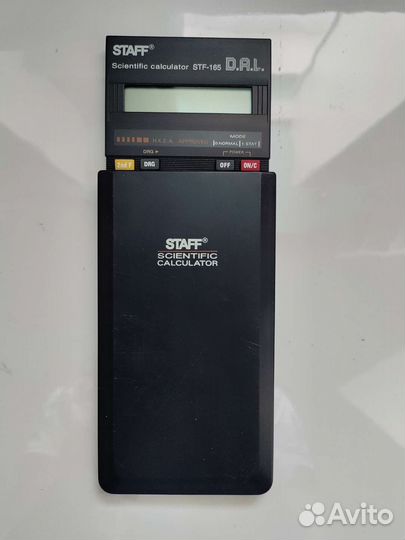 STAFF®
Scientific calculator STF-165 D.A.L.
H.K.E.A. APPROVED
MODE
0:NORMAL 1:STAT
DRG ▸
POWER
2nd F DRG OFF ON/C
STAFF®
SCIENTIFIC
CALCULATOR
Avito